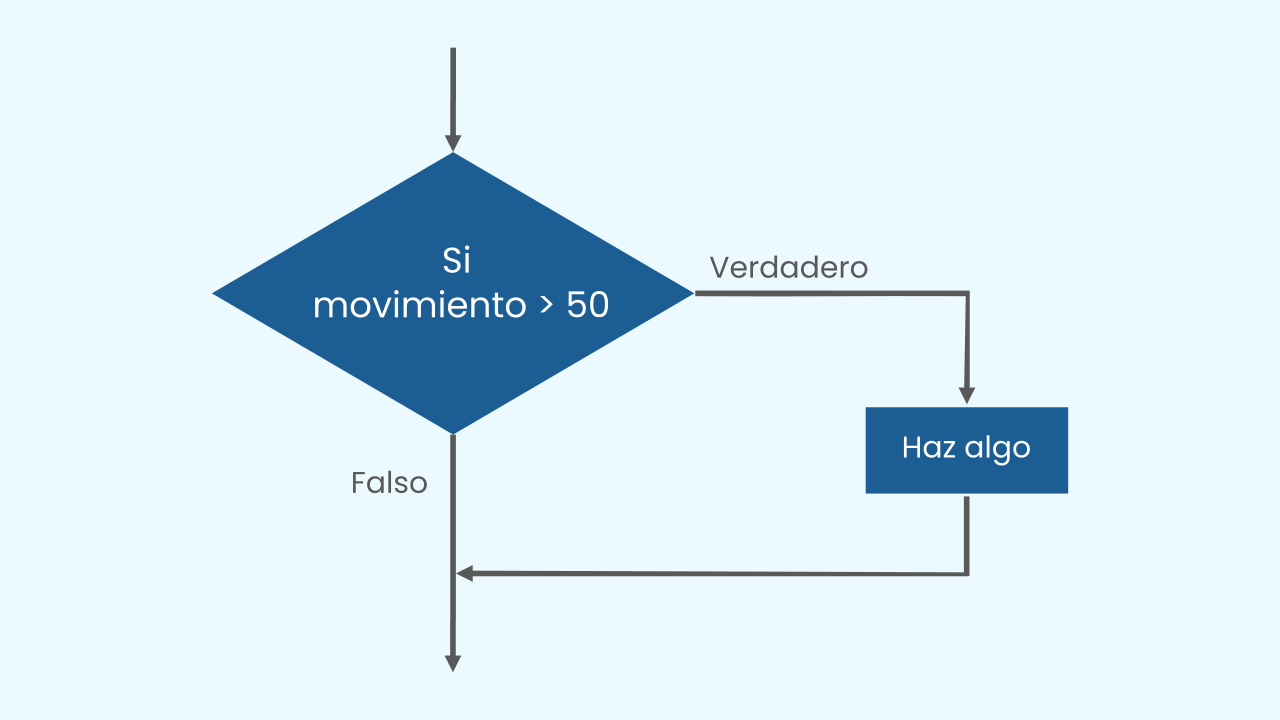 Si
movimiento > 50
Verdadero
Haz algo
Falso